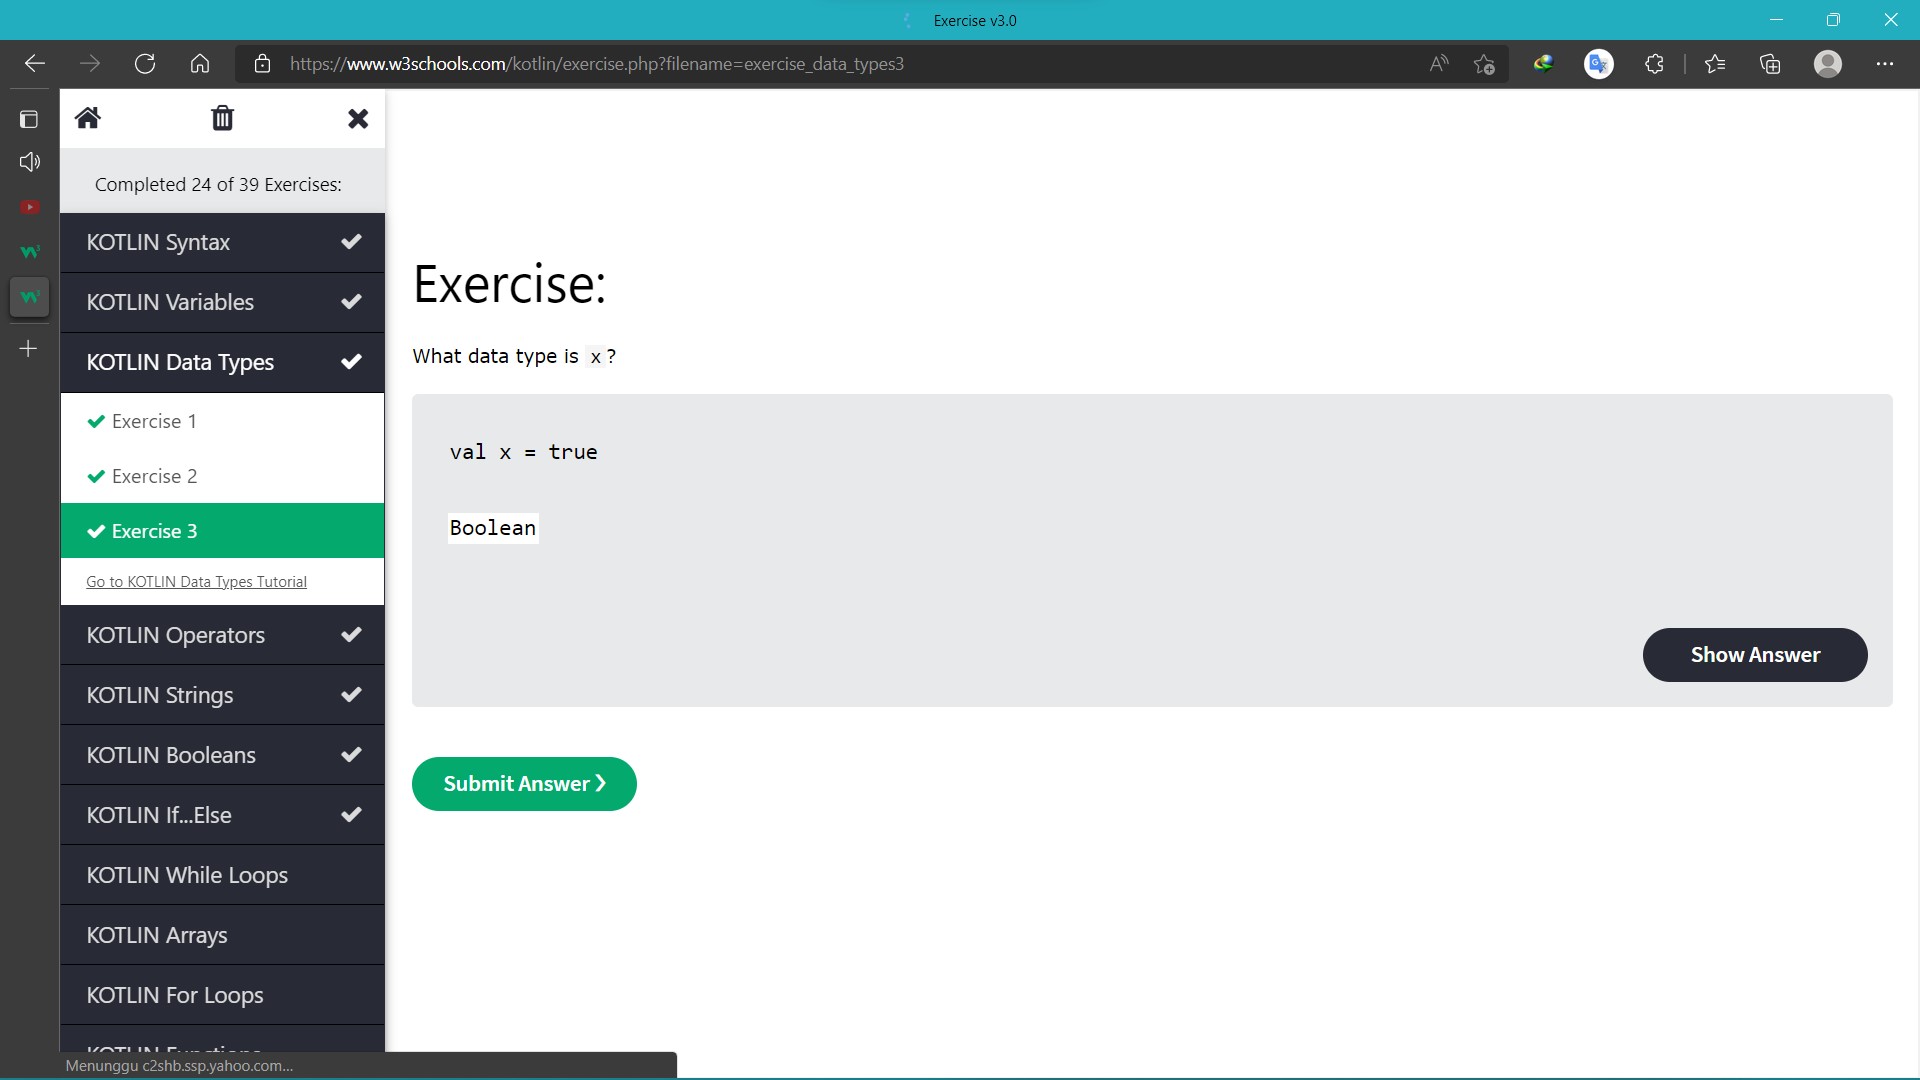 Exercise v3.0
https://www.w3schools.com/kotlin/exercise.php?filename=exercise_data_types3
Completed 24 of 39 Exercises:
KOTLIN Syntax
KOTLIN Variables
KOTLIN Data Types
Exercise 1
Exercise 2
Exercise 3
Go to KOTLIN Data Types Tutorial
KOTLIN Operators
KOTLIN Strings
KOTLIN Booleans
KOTLIN If...Else
KOTLIN While Loops
KOTLIN Arrays
KOTLIN For Loops
KOTLIN Functions
Menunggu c2shb.ssp.yahoo.com...
Exercise:
What data type is x?
val x = true
Boolean
Show Answer
Submit Answer ❯